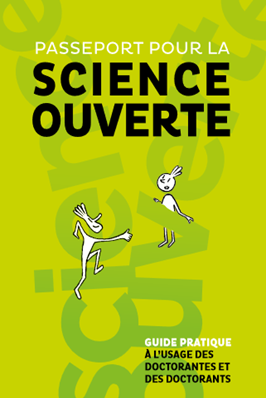 PASSEPORT POUR LA
SCIENCE
OUVERTE
GUIDE PRATIQUE
À L'USAGE DES
DOCTORANTES ET
DES DOCTORANTS